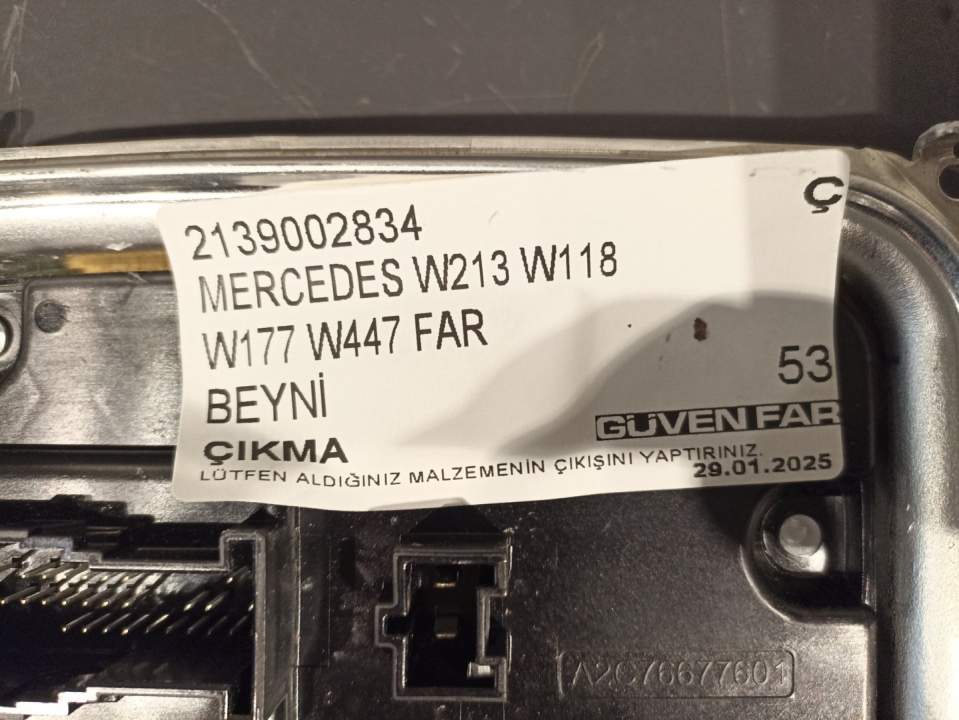 Ç
2139002834
MERCEDES W213 W118
W177 W447 FAR
BEYNİ
53
ÇIKMA
GÜVEN FAR
LÜTFEN ALDIĞINIZ MALZEMENİN ÇIKIŞINI YAPTIRINIZ.
29.01.2025
A2C76677601